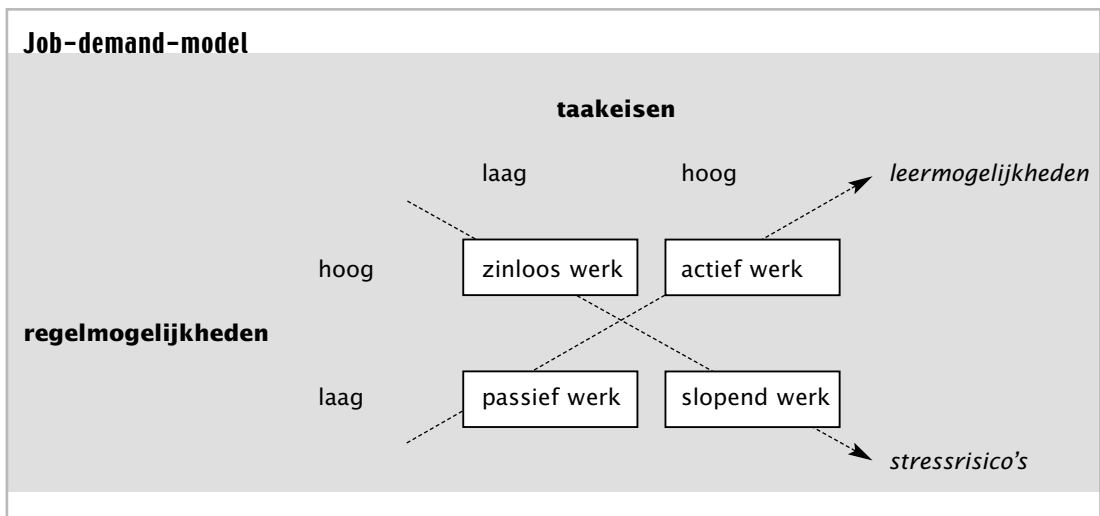 Job-demand-model
taakeisen
laag hoog leermogelijkheden
hoog zinloos werk actief werk
regelmogelijkheden
laag passief werk slopend werk
stressrisico's